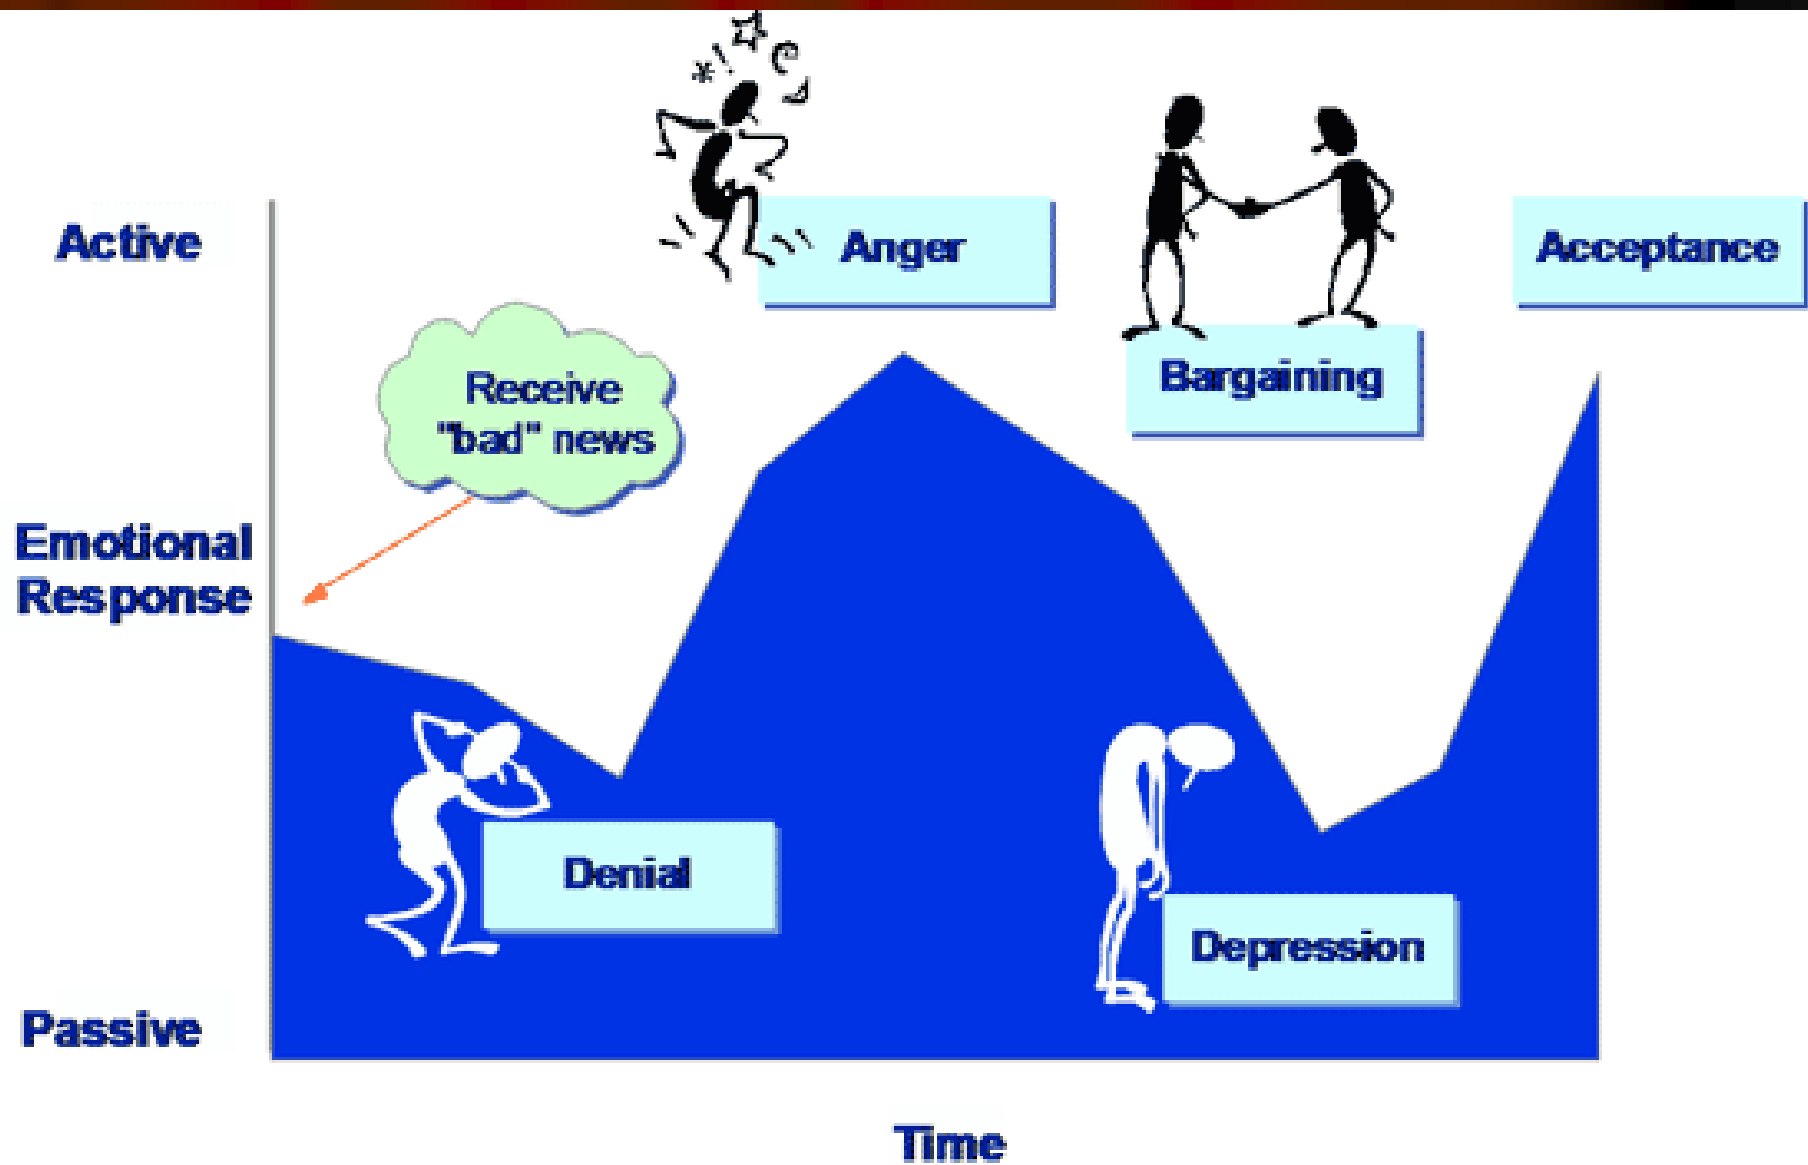 Active
Anger
Acceptance
Receive
"bad" news
Bargaining
Emotional
Response
Denial
Depression
Passive
Time